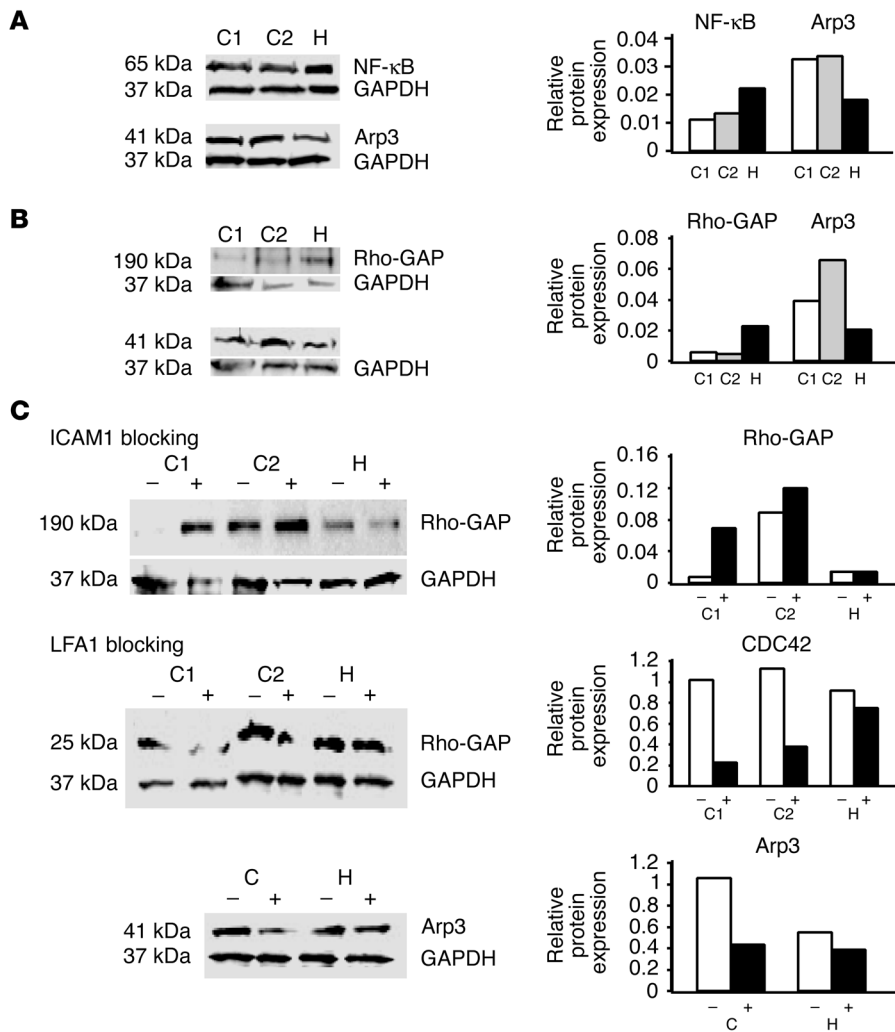 A
C1 C2 H
65 kDa NF-κB
37 kDa GAPDH
41 kDa Arp3
37 kDa GAPDH
NF-κB Arp3
Relative protein expression
0.04
0.03
0.02
0.01
0
C1 C2 H C1 C2 H
B
C1 C2 H
190 kDa Rho-GAP
37 kDa GAPDH
41 kDa
37 kDa GAPDH
Rho-GAP Arp3
Relative protein expression
0.08
0.06
0.04
0.02
0
C1 C2 H C1 C2 H
C
ICAM1 blocking
C1 C2 H
– + – + – +
190 kDa Rho-GAP
37 kDa GAPDH
Rho-GAP
Relative protein expression
0.16
0.12
0.08
0.04
0
– + – + – +
C1 C2 H
LFA1 blocking
C1 C2 H
– + – + – +
25 kDa Rho-GAP
37 kDa GAPDH
CDC42
Relative protein expression
1.2
1
0.8
0.6
0.4
0.2
0
– + – + – +
C1 C2 H
C H
– + – +
41 kDa Arp3
37 kDa GAPDH
Arp3
Relative protein expression
1.2
1
0.8
0.6
0.4
0.2
0
– + – +
C H